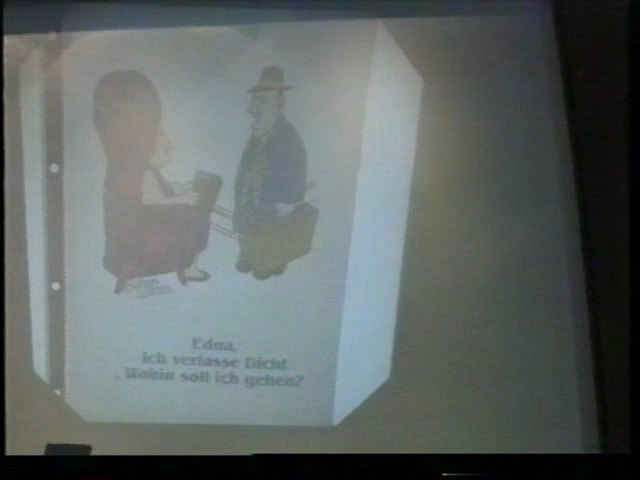 Edna,
ich verlasse Dich!
Wohin soll ich gehen?